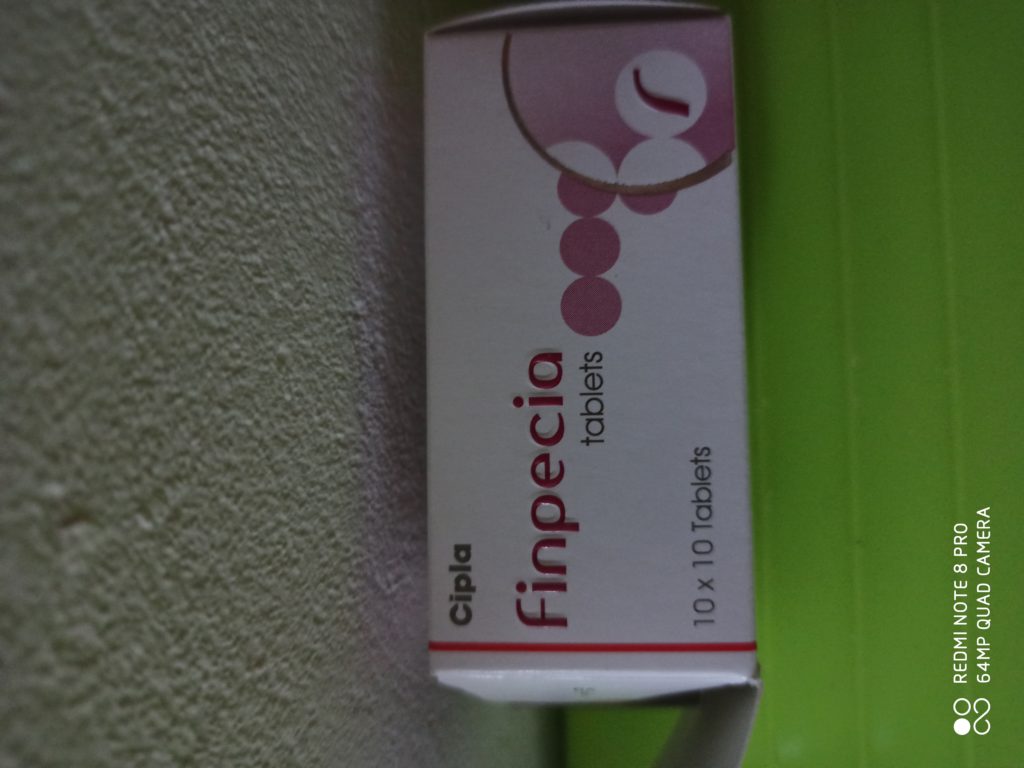 Cipla
Finpecia
tablets
10 x 10 Tablets
REDMI NOTE 8 PRO
64MP QUAD CAMERA